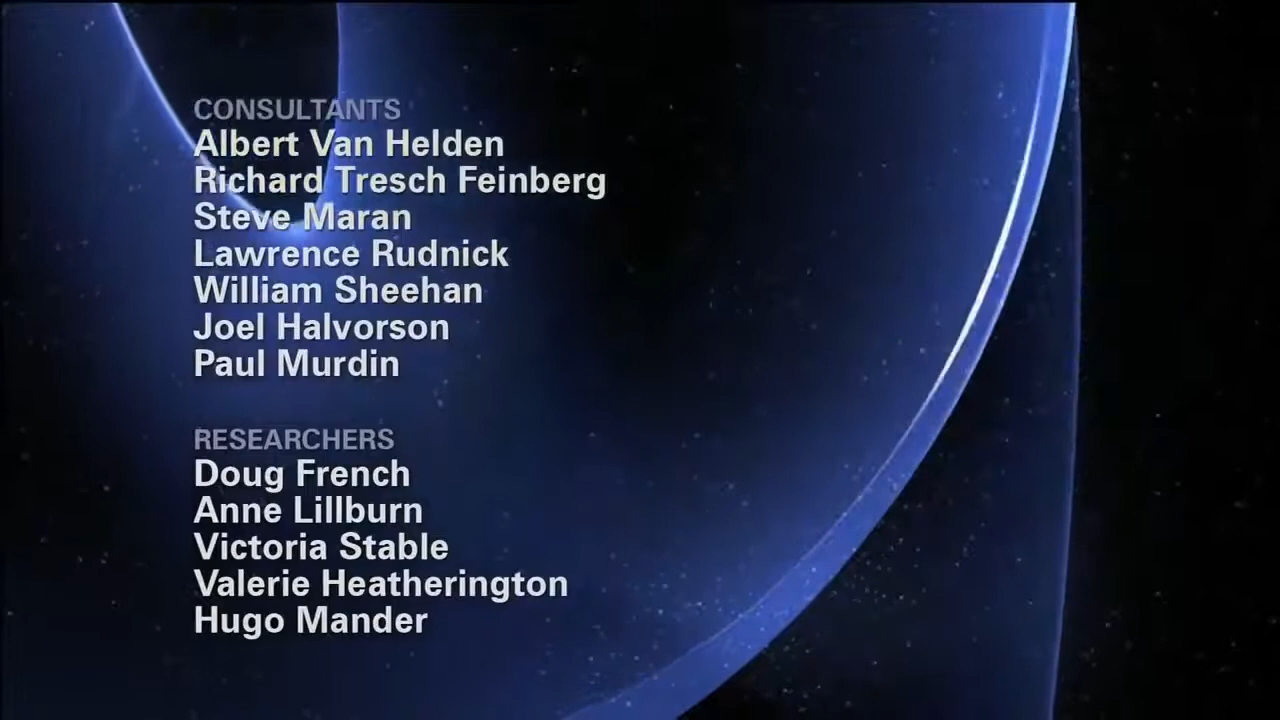 CONSULTANTS
Albert Van Helden
Richard Tresch Feinberg
Steve Maran
Lawrence Rudnick
William Sheehan
Joel Halvorson
Paul Murdin
RESEARCHERS
Doug French
Anne Lillburn
Victoria Stable
Valerie Heatherington
Hugo Mander